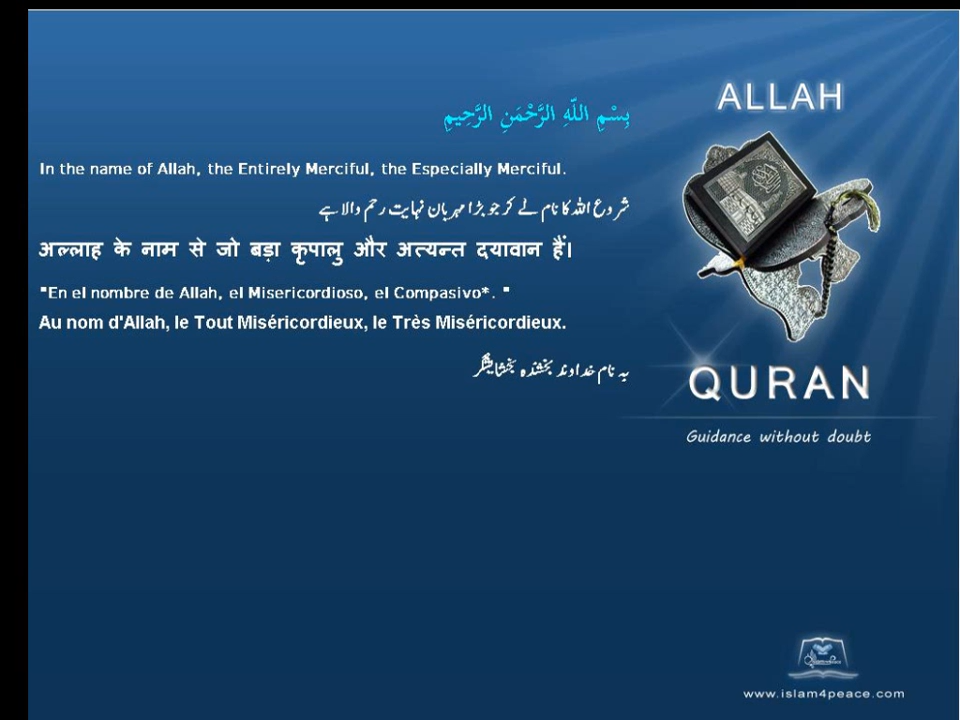 بِسْمِ اللَّهِ الرَّحْمَنِ الرَّحِيمِ
In the name of Allah, the Entirely Merciful, the Especially Merciful.
شروع الله کا نام لے کر جو بڑا مہربان نہایت رحم والا ہے
अल्लाह के नाम से जो बड़ा कृपालु और अत्यन्त दयावान हैं।
"En el nombre de Allah, el Misericordioso, el Compasivo*. "
Au nom d'Allah, le Tout Miséricordieux, le Très Miséricordieux.
به نام خداوند بخشنده بخشایشگر
ALLAH
QURAN
Guidance without doubt
www.islam4peace.com